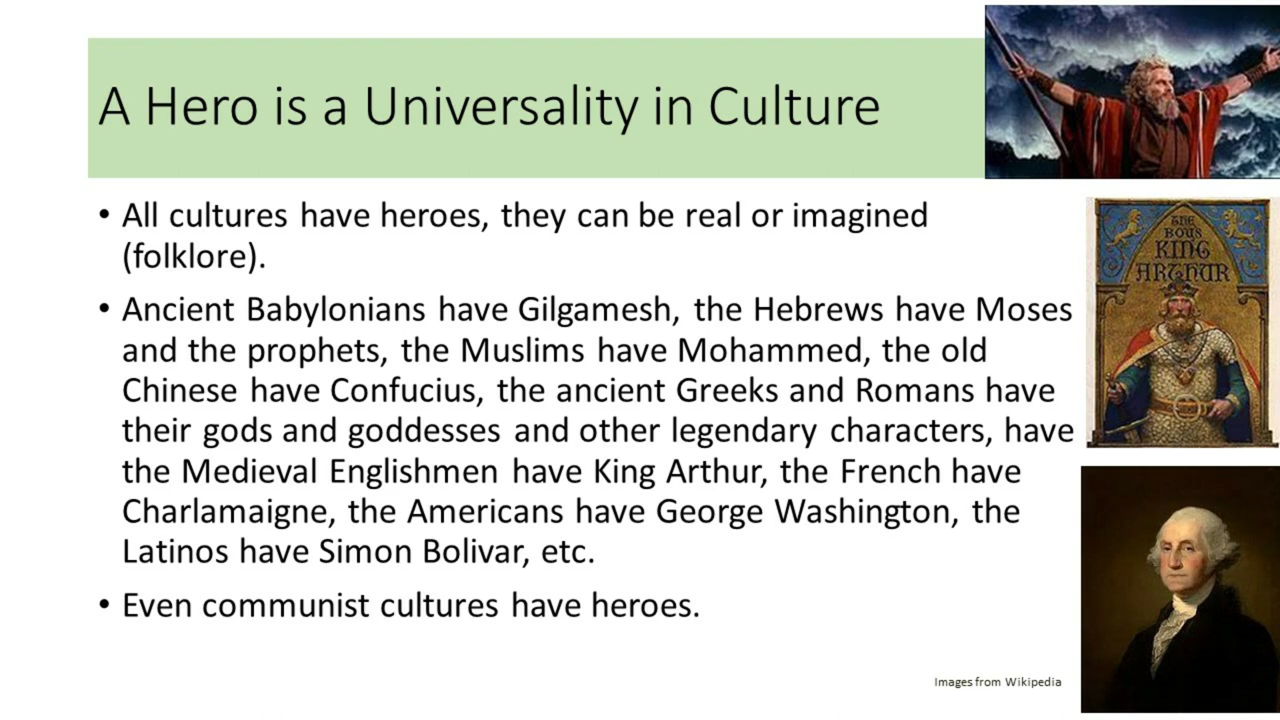 A Hero is a Universality in Culture
• All cultures have heroes, they can be real or imagined
(folklore).
• Ancient Babylonians have Gilgamesh, the Hebrews have Moses
and the prophets, the Muslims have Mohammed, the old
Chinese have Confucius, the ancient Greeks and Romans have
their gods and goddesses and other legendary characters, have
the Medieval Englishmen have King Arthur, the French have
Charlamaigne, the Americans have George Washington, the
Latinos have Simon Bolivar, etc.
• Even communist cultures have heroes.
THE
BOYS
KING
ARTHUR
Images from Wikipedia